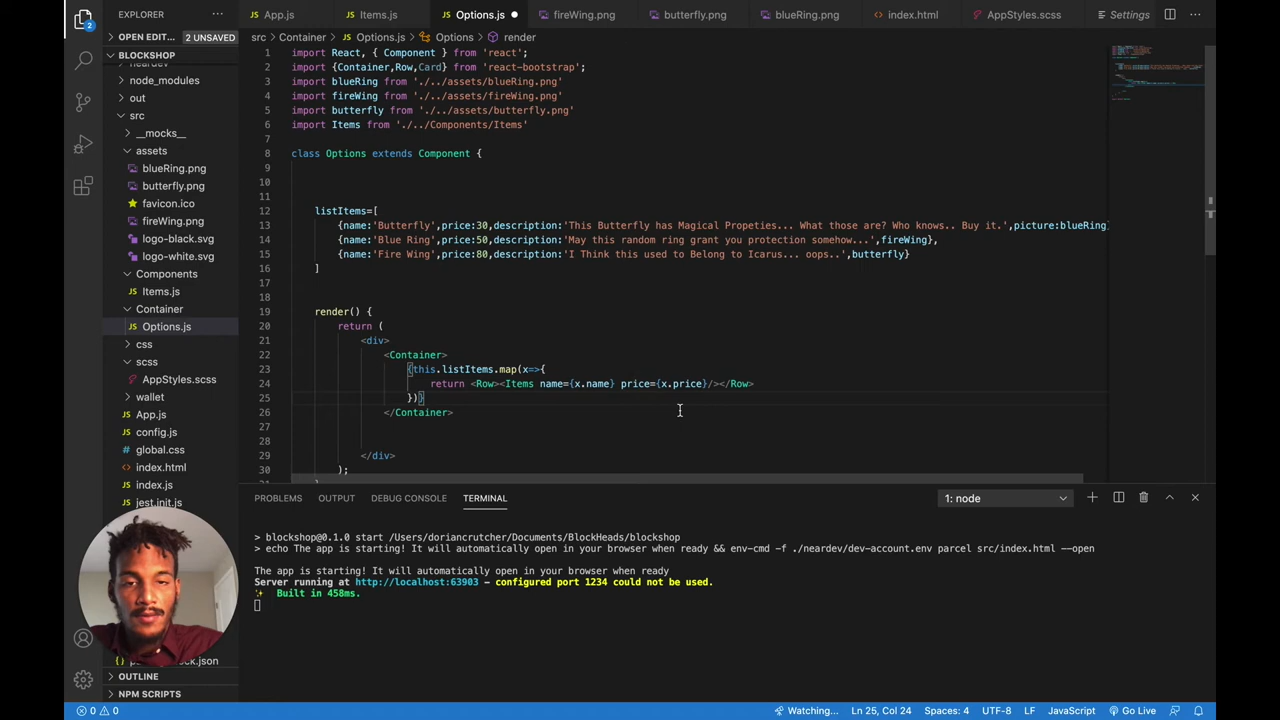 EXPLORER
OPEN EDIT...
2 UNSAVED
BLOCKSHOP
neardev
node_modules
out
src
__mocks__
assets
blueRing.png
butterfly.png
favicon.ico
fireWing.png
logo-black.svg
logo-white.svg
Components
JS Items.js
Container
JS Options.js
css
scss
AppStyles.scss
wallet
JS App.js
JS config.js
global.css
index.html
JS index.js
jest.init.js
OUTLINE
NPM SCRIPTS
2
JS App.js
JS Items.js
JS Options.js
fireWing.png
butterfly.png
blueRing.png
index.html
AppStyles.scss
Settings
src > Container > JS Options.js > Options > render
1 import React, { Component } from 'react';
2 import {Container,Row,Card} from 'react-bootstrap';
3 import blueRing from './../assets/blueRing.png'
4 import fireWing from './../assets/fireWing.png'
5 import butterfly from './../assets/butterfly.png'
6 import Items from './../Components/Items'
7
8 class Options extends Component {
9
10
11
12 listItems=[
13 {name:'Butterfly',price:30,description:'This Butterfly has Magical Propeties... What those are? Who knows.. Buy it.',picture:blueRing}
14 {name:'Blue Ring',price:50,description:'May this random ring grant you protection somehow...',fireWing},
15 {name:'Fire Wing',price:80,description:'I Think this used to Belong to Icarus... oops..',butterfly}
16 ]
17
18
19 render() {
20 return (
21 <div>
22 <Container>
23 {this.listItems.map(x=>{
24 return <Row><Items name={x.name} price={x.price}/></Row>
25 })}
26 </Container>
27
28
29 </div>
30 );
PROBLEMS
OUTPUT
DEBUG CONSOLE
TERMINAL
1: node
> blockshop@0.1.0 start /Users/doriancrutcher/Documents/BlockHeads/blockshop
> echo The app is starting! It will automatically open in your browser when ready && env-cmd -f ./neardev/dev-account.env parcel src/index.html --open
The app is starting! It will automatically open in your browser when ready
Server running at http://localhost:63903 - configured port 1234 could not be used.
✨ Built in 458ms.
0
0
Watching...
Ln 25, Col 24
Spaces: 4
UTF-8
LF
JavaScript
Go Live